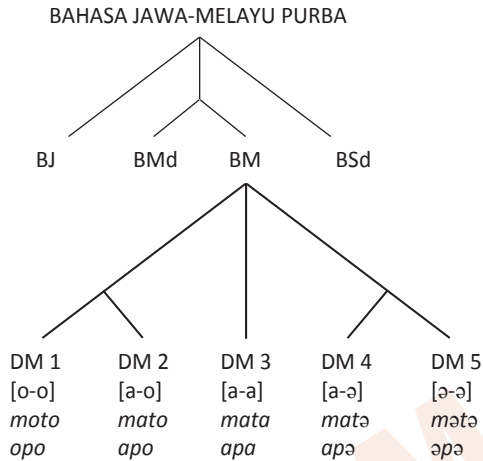 BAHASA JAWA-MELAYU PURBA
BJ BMd BM BSd
DM 1 DM 2 DM 3 DM 4 DM 5
[o-o] [a-o] [a-a] [a-ə] [ə-ə]
moto mato mata matə mətə
opo apo apa apə əpə